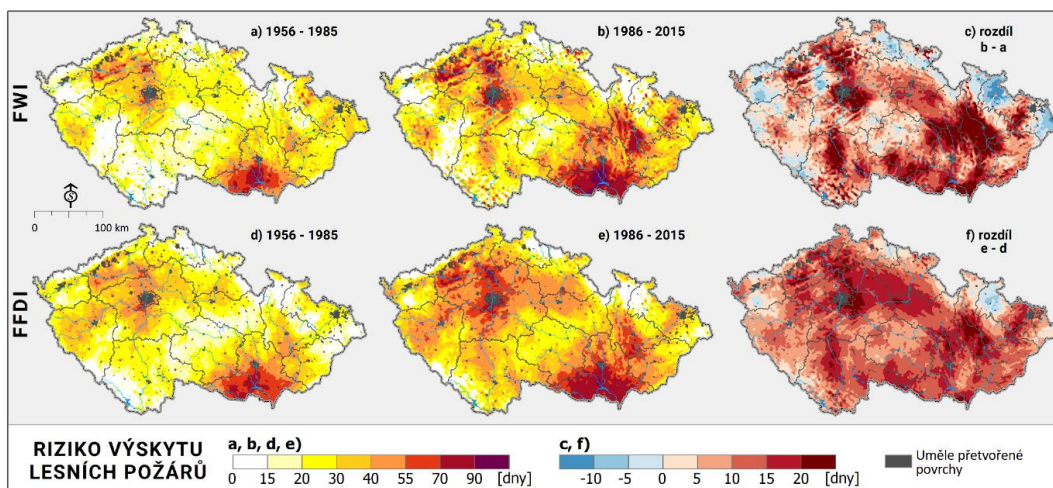 a) 1956 - 1985
b) 1986 - 2015
c) rozdíl
b - a
FWI
S
0 100 km
d) 1956 - 1985
e) 1986 - 2015
f) rozdíl
e - d
FFDI
RIZIKO VÝSKYTU
LESNÍCH POŽÁRŮ
a, b, d, e)
0 15 20 30 40 55 70 90 [dny]
c, f)
-10 -5 0 5 10 15 20 [dny]
Uměle přetvořené
povrchy